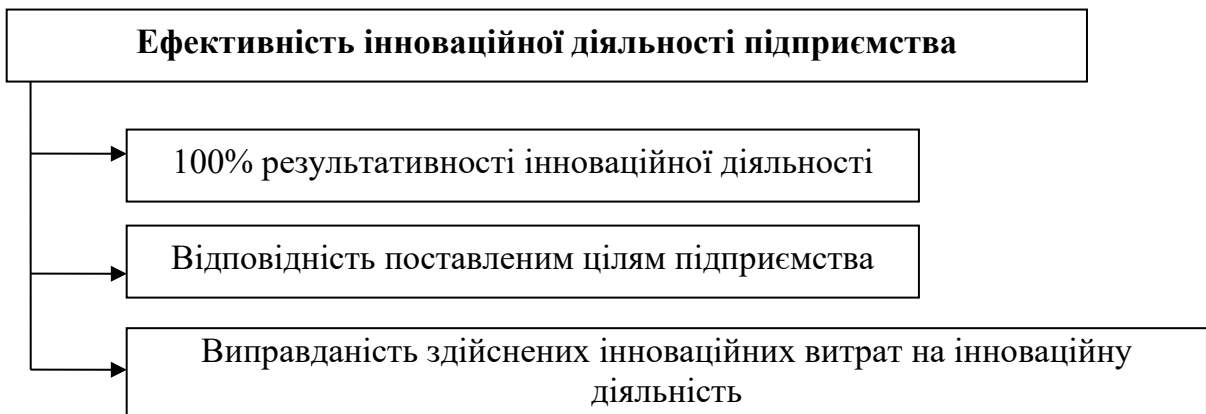 Ефективність інноваційної діяльності підприємства
100% результативності інноваційної діяльності
Відповідність поставленим цілям підприємства
Виправданість здійснених інноваційних витрат на інноваційну
діяльність